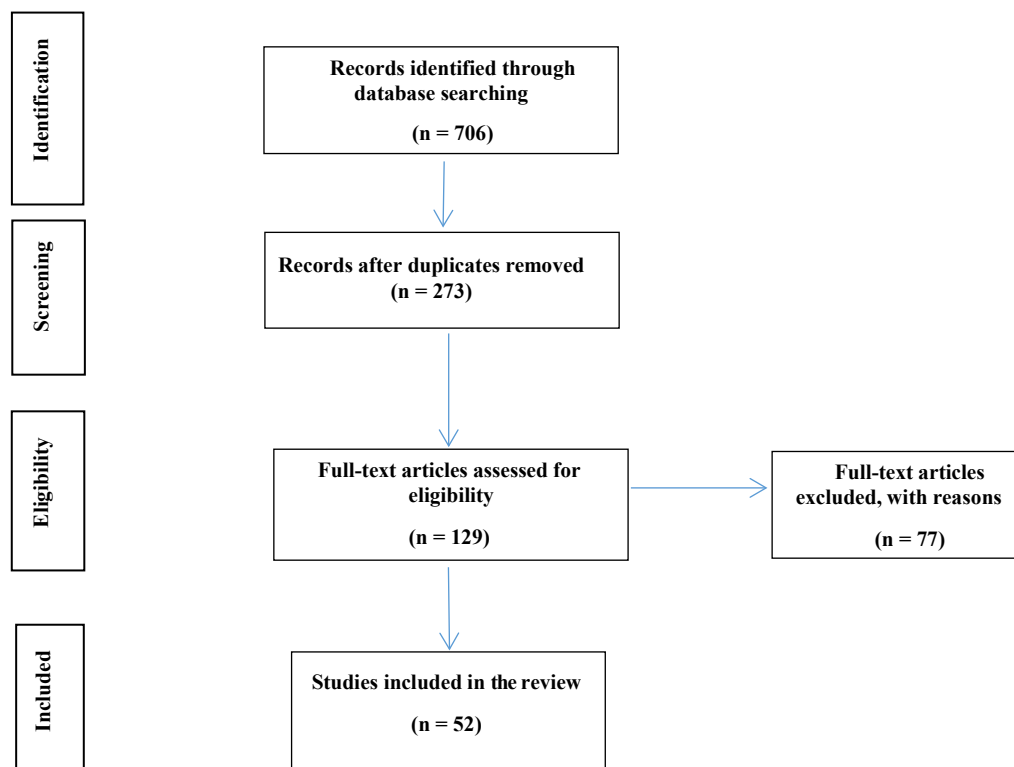 Identification
Records identified through
database searching
(n = 706)
Screening
Records after duplicates removed
(n = 273)
Eligibility
Full-text articles assessed for
eligibility
(n = 129)
Full-text articles
excluded, with reasons
(n = 77)
Included
Studies included in the review
(n = 52)